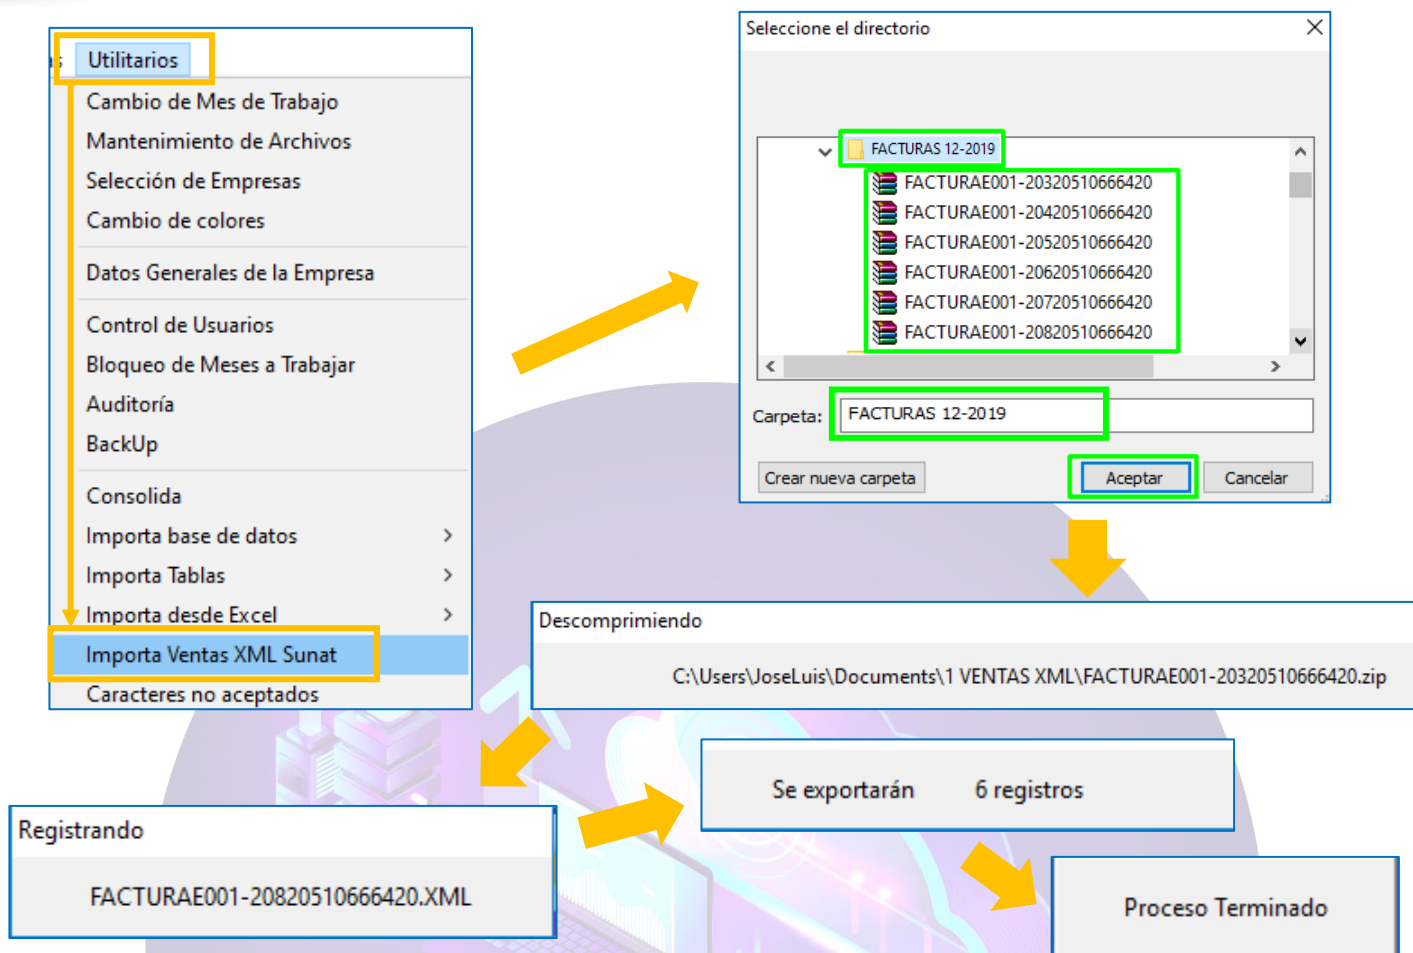 s Utilitarios
Cambio de Mes de Trabajo
Mantenimiento de Archivos
Selección de Empresas
Cambio de colores
Datos Generales de la Empresa
Control de Usuarios
Bloqueo de Meses a Trabajar
Auditoría
BackUp
Consolida
Importa base de datos
Importa Tablas
Importa desde Excel
Importa Ventas XML Sunat
Caracteres no aceptados
Seleccione el directorio
FACTURAS 12-2019
FACTURAE001-20320510666420
FACTURAE001-20420510666420
FACTURAE001-20520510666420
FACTURAE001-20620510666420
FACTURAE001-20720510666420
FACTURAE001-20820510666420
Carpeta: FACTURAS 12-2019
Crear nueva carpeta Aceptar Cancelar
Descomprimiendo
C:\Users\JoseLuis\Documents\1 VENTAS XML\FACTURAE001-20320510666420.zip
Registrando
FACTURAE001-20820510666420.XML
Se exportarán 6 registros
Proceso Terminado